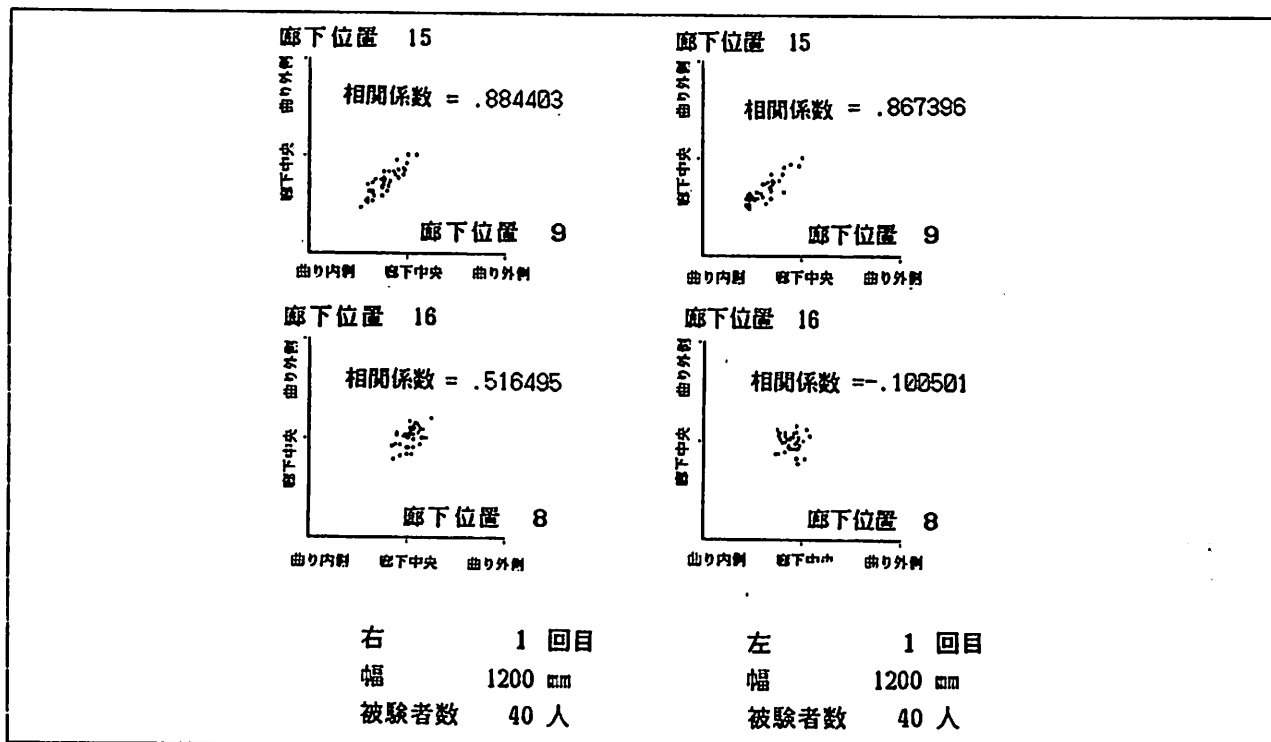 廊下位置 15
曲り外側
廊下中央
相関係数 = .884403
廊下位置 9
曲り内側 廊下中央 曲り外側
廊下位置 15
曲り外側
廊下中央
相関係数 = .867396
廊下位置 9
曲り内側 廊下中央 曲り外側
廊下位置 16
曲り外側
廊下中央
相関係数 = .516495
廊下位置 8
曲り内側 廊下中央 曲り外側
廊下位置 16
曲り外側
廊下中央
相関係数 =-.100501
廊下位置 8
曲り内側 廊下中央 曲り外側
右 1 回目
幅 1200 mm
被験者数 40 人
左 1 回目
幅 1200 mm
被験者数 40 人